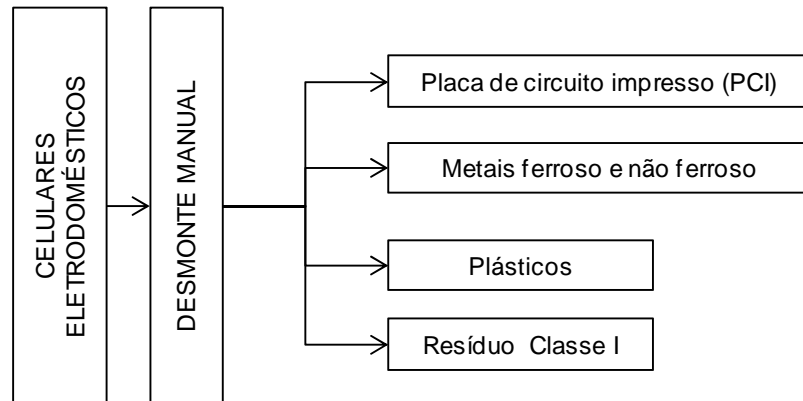 CELULARES
ELETRODOMÉSTICOS
DESMONTE MANUAL
Placa de circuito impresso (PCI)
Metais ferroso e não ferroso
Plásticos
Resíduo Classe I